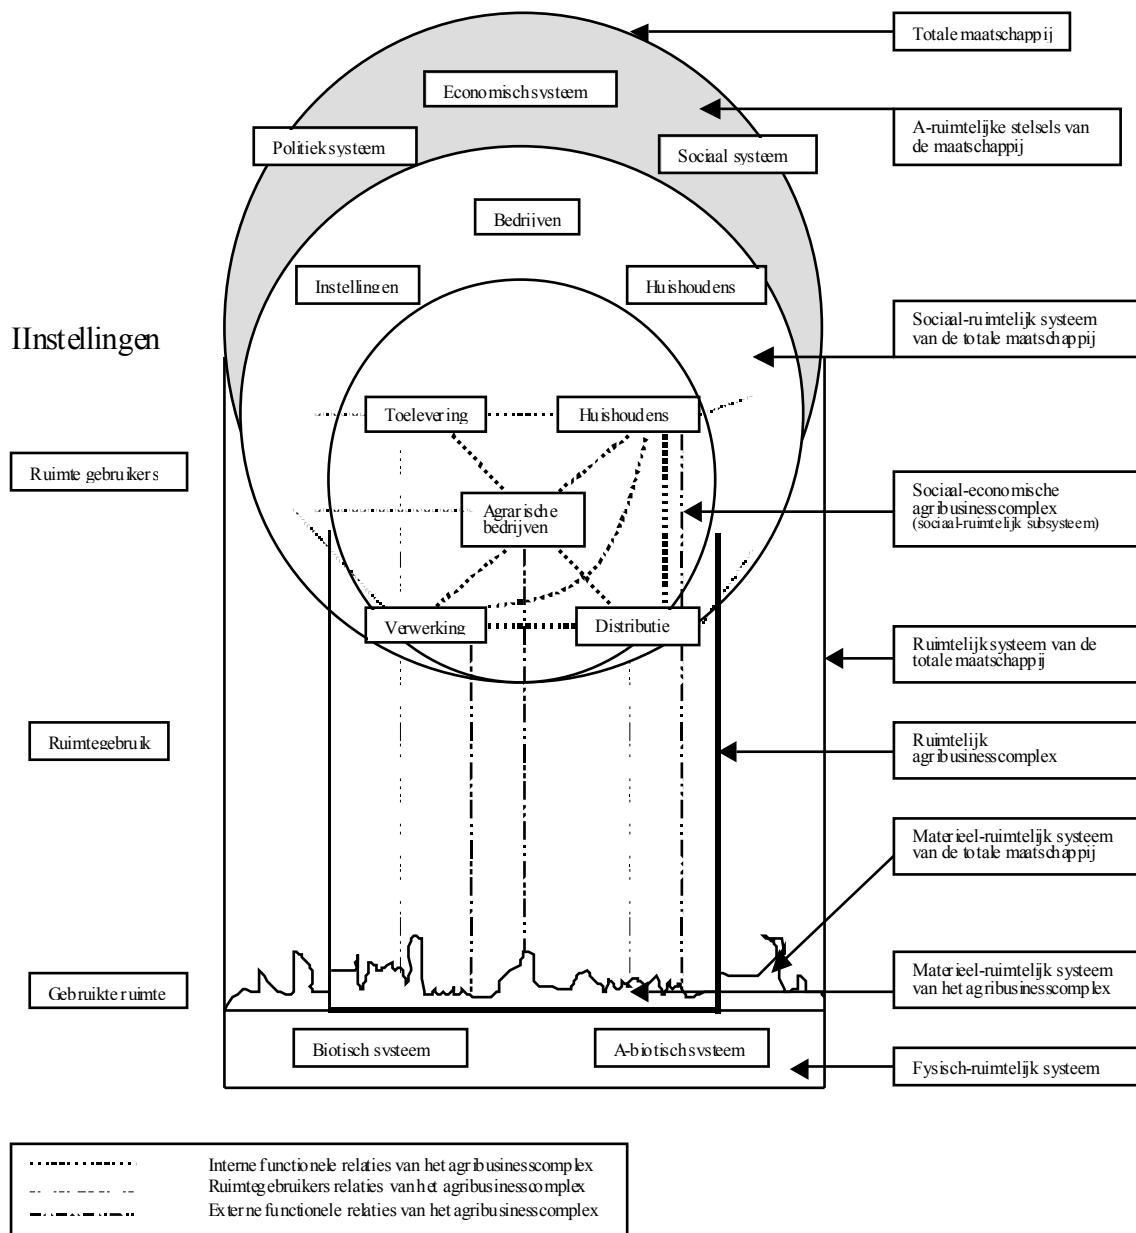 Totale maatschappij
Economisch systeem
A-ruimtelijke stelsels van
de maatschappij
Politiek systeem
Sociaal systeem
Bedrijven
Instellingen
Huishoudens
Sociaal-ruimtelijk systeem
van de totale maatschappij
IInstellingen
Toelevering
Huishoudens
Ruimte gebruikers
Sociaal-economische
agribusinesscomplex
(sociaal-ruimtelijk subsysteem)
Agrarische
bedrijven
Verwerking
Distributie
Ruimtelijk systeem van de
totale maatschappij
Ruimtegebruik
Ruimtelijk
agribusinesscomplex
Materieel-ruimtelijk systeem
van de totale maatschappij
Gebruikte ruimte
Materieel-ruimtelijk systeem
van het agribusinesscomplex
Biotisch systeem
A-biotisch systeem
Fysisch-ruimtelijk systeem
Interne functionele relaties van het agribusinesscomplex
Ruimtegebruikers relaties van het agribusinesscomplex
Externe functionele relaties van het agribusinesscomplex